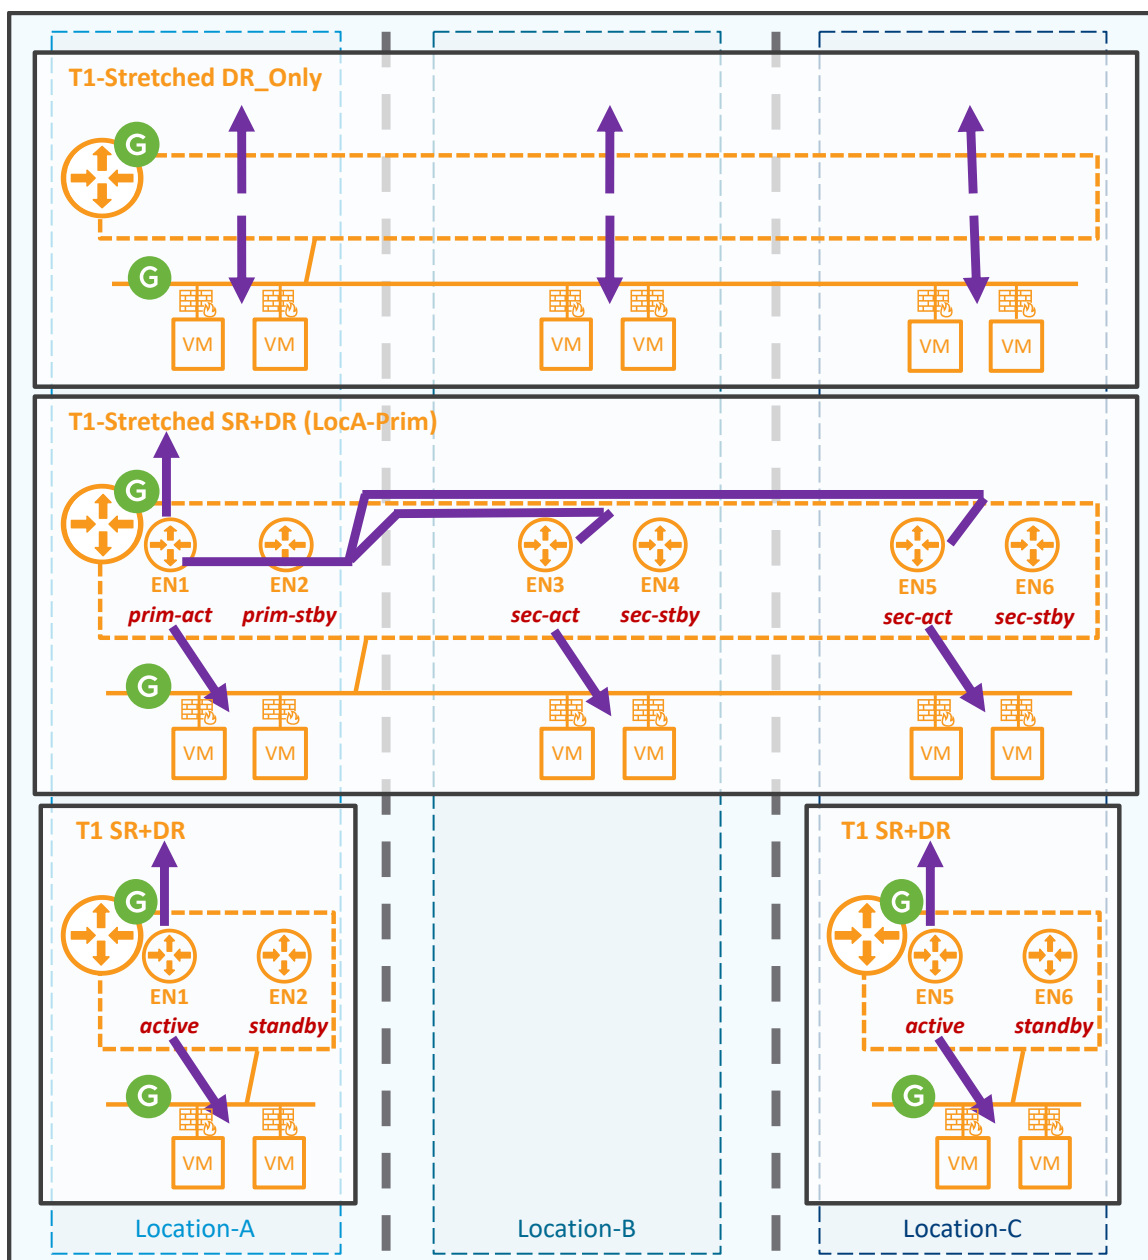 T1-Stretched DR_Only
G
G
VM VM VM VM VM VM
T1-Stretched SR+DR (LocA-Prim)
G
EN1 EN2 EN3 EN4 EN5 EN6
prim-act prim-stby sec-act sec-stby sec-act sec-stby
G
VM VM VM VM VM VM
T1 SR+DR
G
EN1 EN2
active standby
G
VM VM
T1 SR+DR
G
EN5 EN6
active standby
G
VM VM
Location-A Location-B Location-C